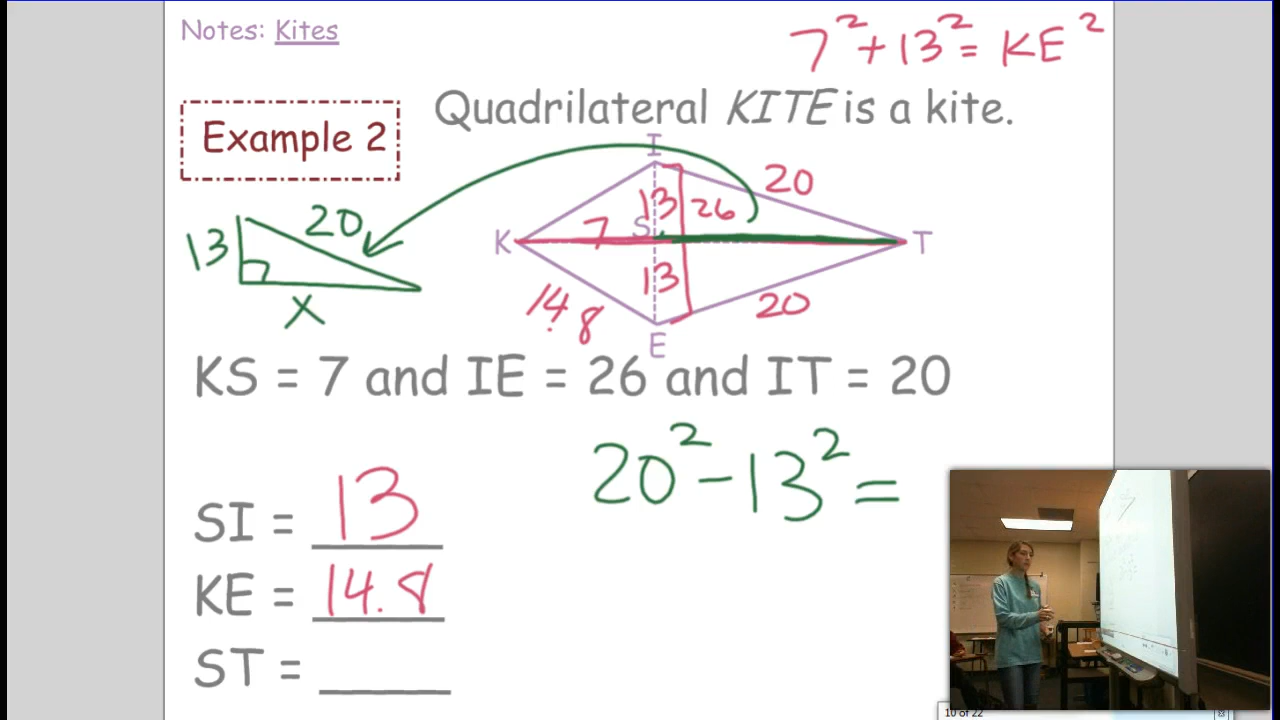 Notes: Kites
7² + 13² = KE²
Quadrilateral KITE is a kite.
Example 2
I
20
13
26
20
13
7
S
K
T
x
13
14.8
20
E
KS = 7 and IE = 26 and IT = 20
20² - 13² =
SI = 13
KE = 14.8
ST = ______
10 of 22